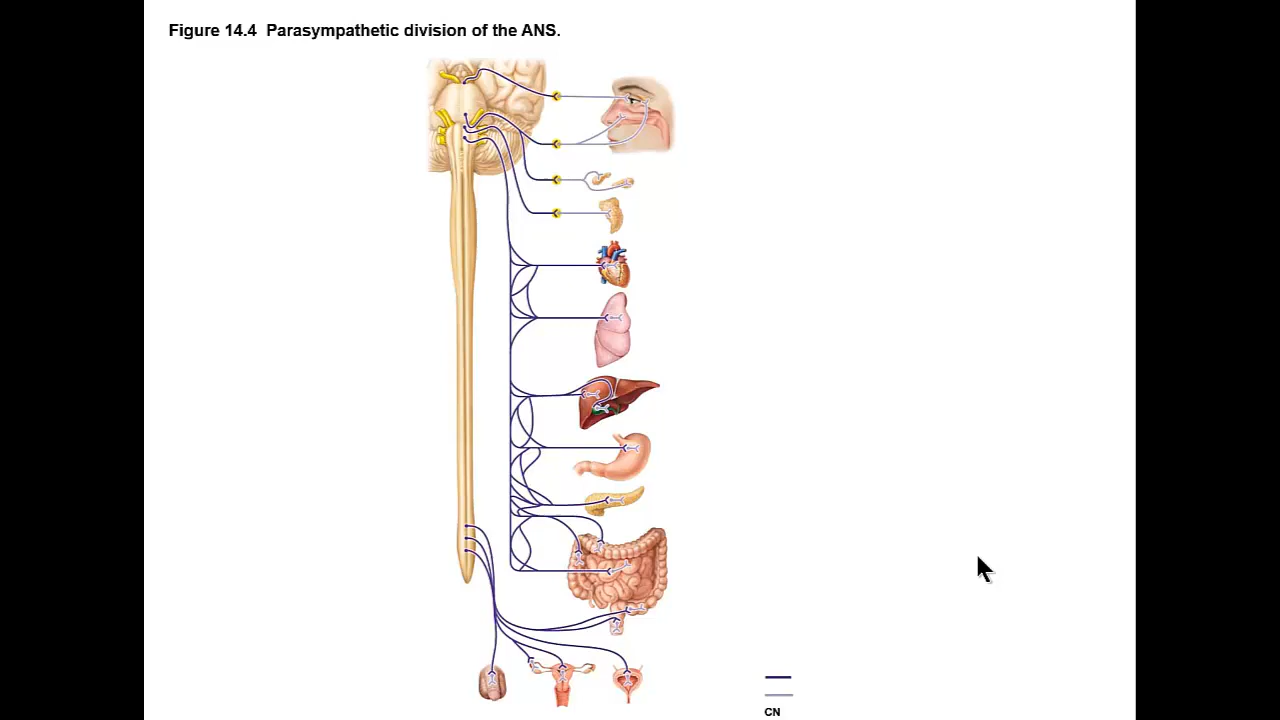 Figure 14.4 Parasympathetic division of the ANS.
CN